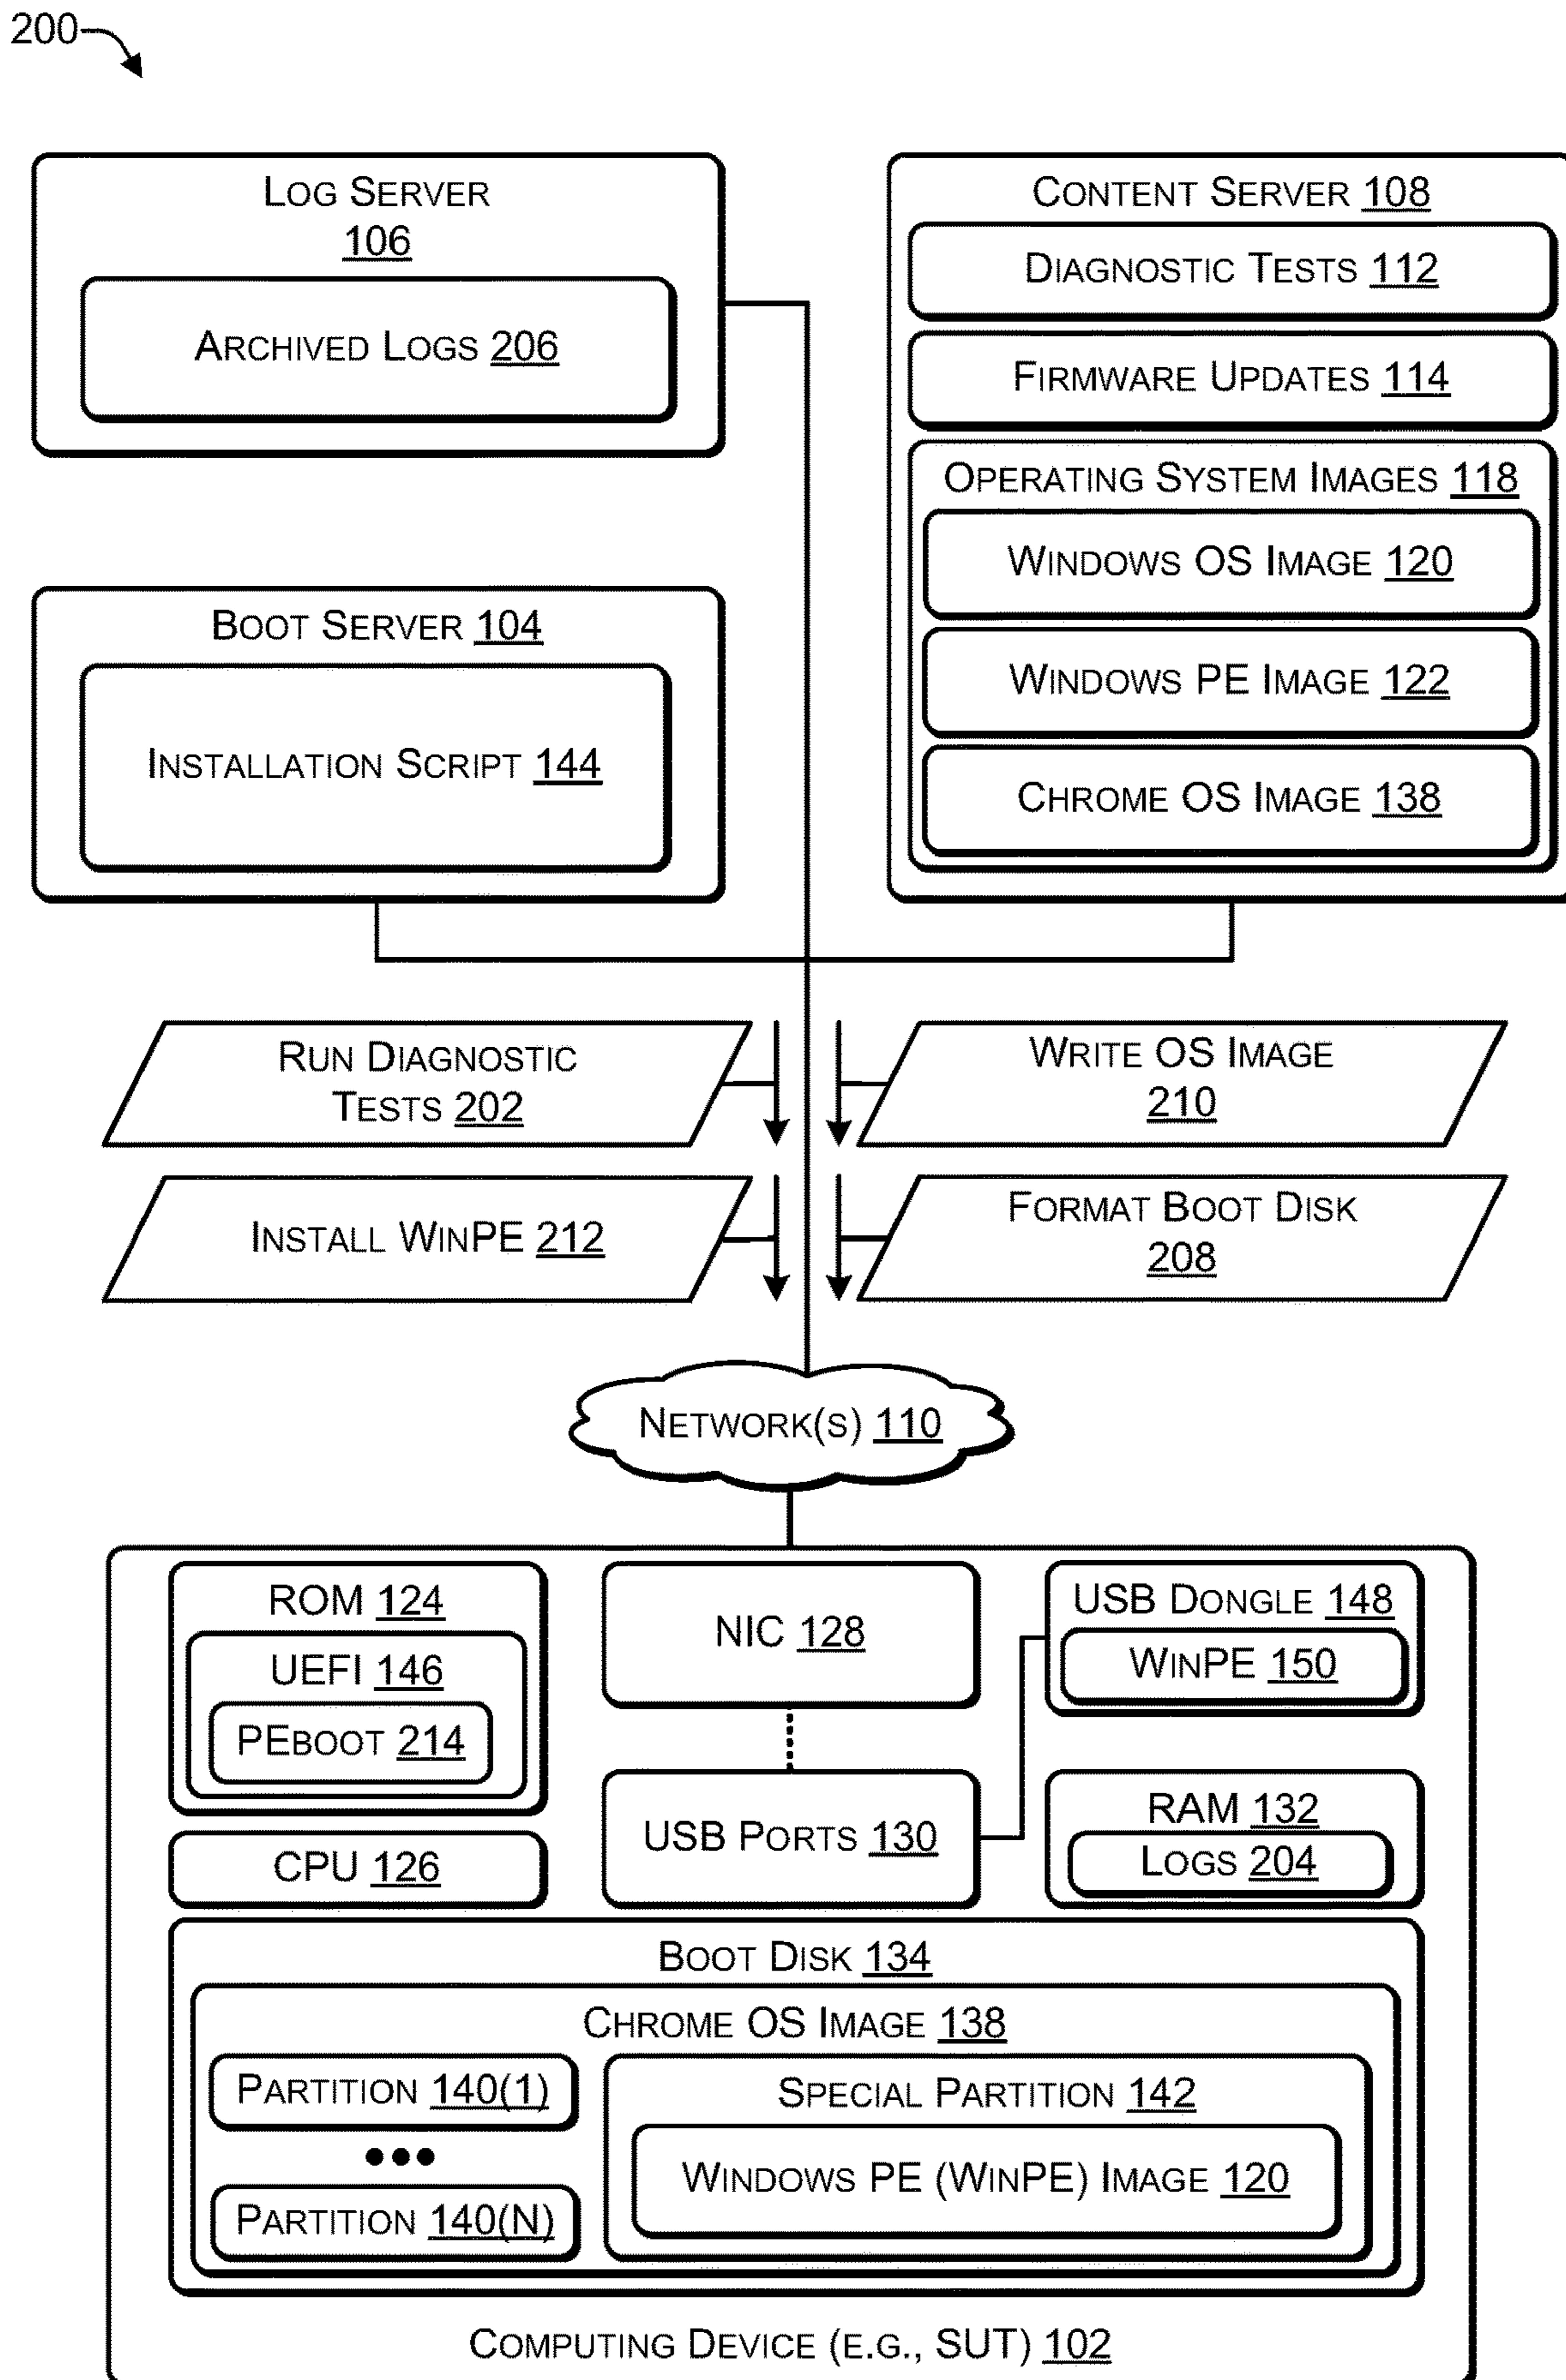 200
LOG SERVER
106
ARCHIVED LOGS 206
BOOT SERVER 104
INSTALLATION SCRIPT 144
CONTENT SERVER 108
DIAGNOSTIC TESTS 112
FIRMWARE UPDATES 114
OPERATING SYSTEM IMAGES 118
WINDOWS OS IMAGE 120
WINDOWS PE IMAGE 122
CHROME OS IMAGE 138
RUN DIAGNOSTIC
TESTS 202
WRITE OS IMAGE
210
INSTALL WINPE 212
FORMAT BOOT DISK
208
NETWORK(S) 110
ROM 124
UEFI 146
PEBOOT 214
CPU 126
NIC 128
USB PORTS 130
USB DONGLE 148
WINPE 150
RAM 132
LOGS 204
BOOT DISK 134
CHROME OS IMAGE 138
PARTITION 140(1)
•••
PARTITION 140(N)
SPECIAL PARTITION 142
WINDOWS PE (WINPE) IMAGE 120
COMPUTING DEVICE (E.G., SUT) 102